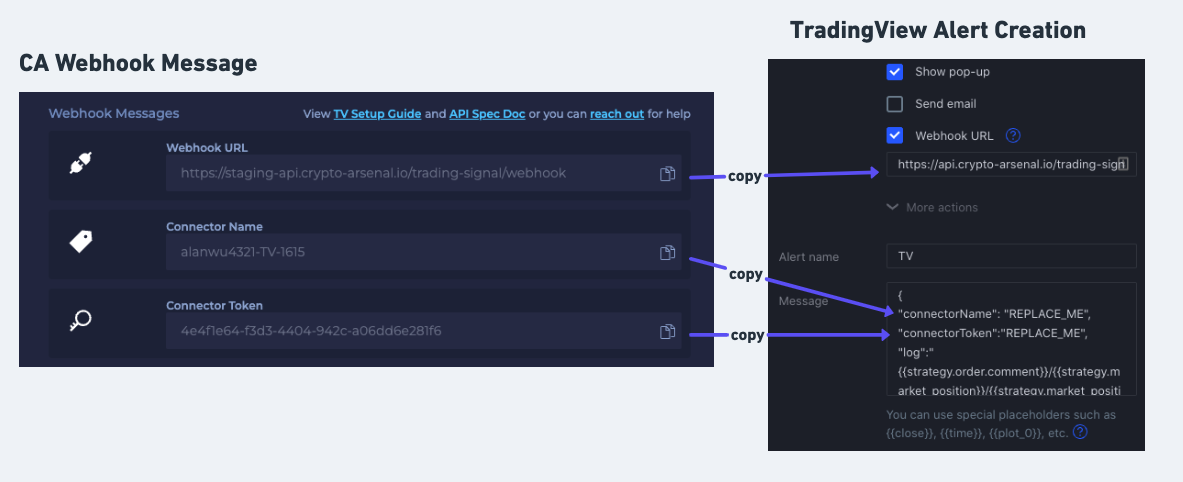 TradingView Alert Creation
CA Webhook Message
Webhook Messages
View TV Setup Guide and API Spec Doc or you can reach out for help
Webhook URL
https://staging-api.crypto-arsenal.io/trading-signal/webhook
Connector Name
alanwu4321-TV-1615
Connector Token
4e4f1e64-f3d3-4404-942c-a06dd6e281f6
copy
copy
copy
Show pop-up
Send email
Webhook URL
https://api.crypto-arsenal.io/trading-sign
More actions
Alert name
TV
Message
{
"connectorName": "REPLACE_ME",
"connectorToken":"REPLACE_ME",
"log":"
{{strategy.order.comment}}/{{strategy.m
arket_position}}/{{strategy.market_positi
You can use special placeholders such as
{{close}}, {{time}}, {{plot_0}}, etc.